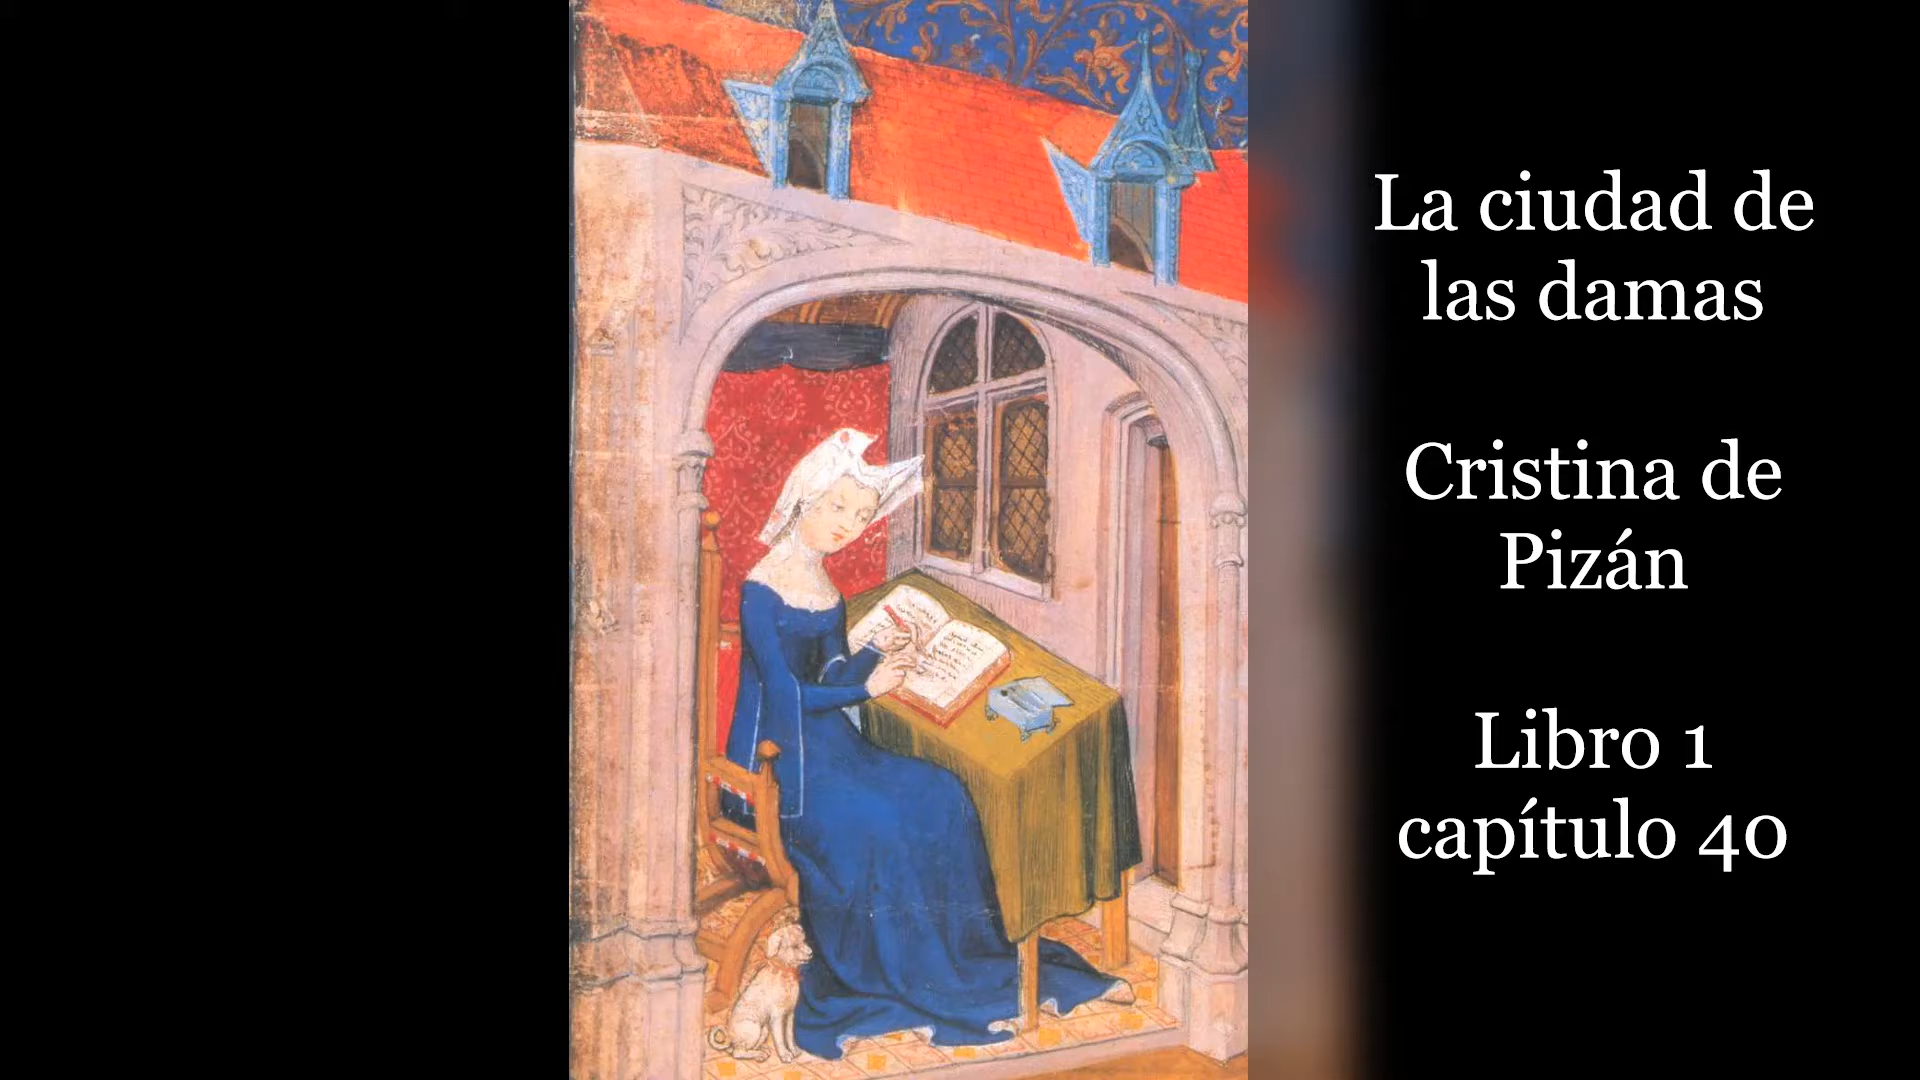 La ciudad de
las damas
Cristina de
Pizán
Libro 1
capítulo 40